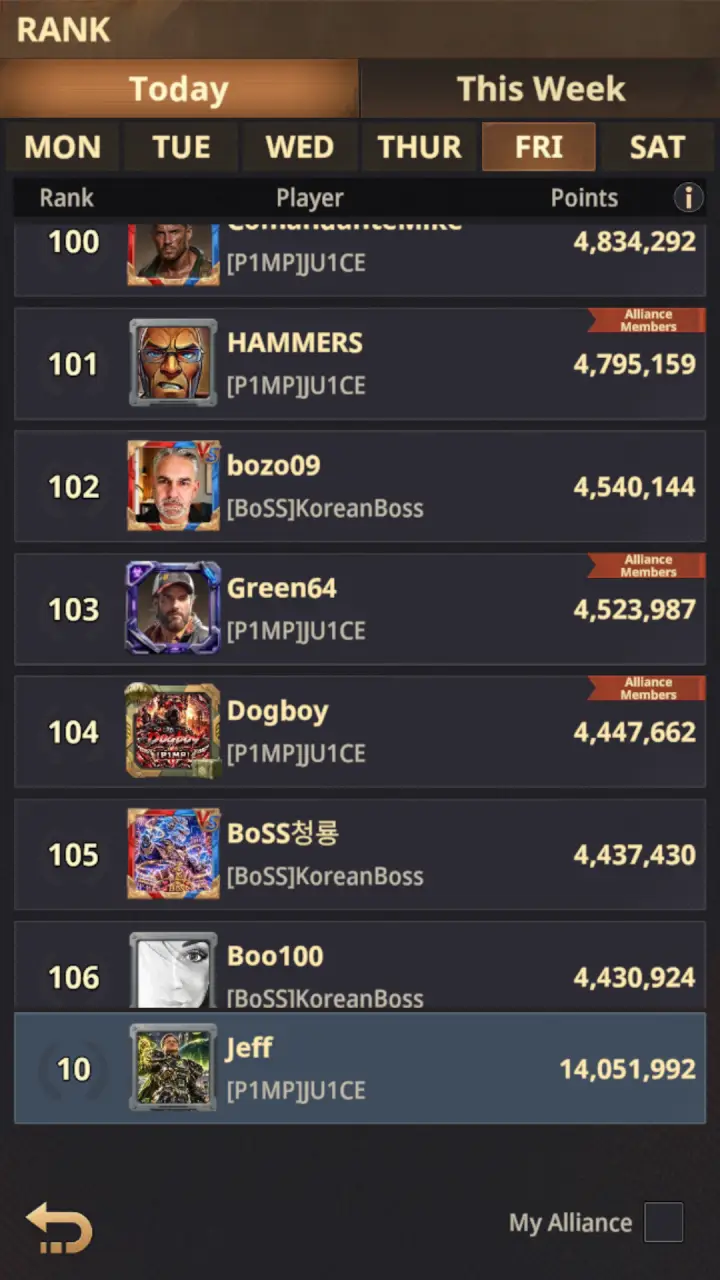 RANK
Today
This Week
MON
TUE
WED
THUR
FRI
SAT
Rank
Player
Points
i
100
ComandanteMike
[P1MP]JU1CE
4,834,292
Alliance
Members
101
HAMMERS
[P1MP]JU1CE
4,795,159
102
bozo09
[BoSS]KoreanBoss
4,540,144
Alliance
Members
103
Green64
[P1MP]JU1CE
4,523,987
Alliance
Members
104
Dogboy
[P1MP]JU1CE
4,447,662
105
BoSS청룡
[BoSS]KoreanBoss
4,437,430
106
Boo100
[BoSS]KoreanBoss
4,430,924
10
Jeff
[P1MP]JU1CE
14,051,992
My Alliance